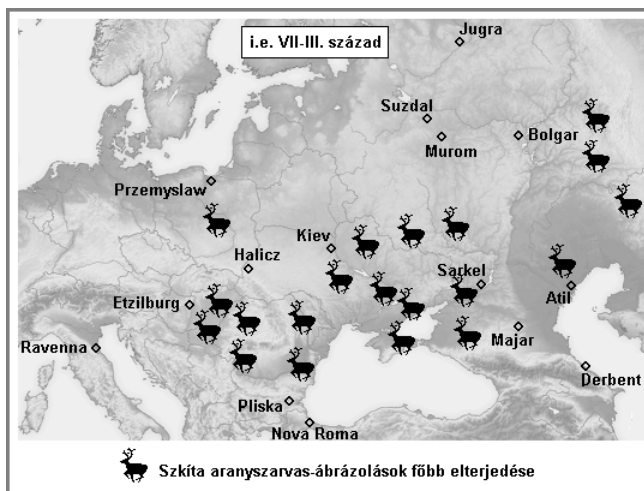 i.e. VII-III. század
Jugra
Suzdal
Murom
Bolgar
Przemyslaw
Kiev
Halicz
Sarkel
Etzilburg
Atil
Ravenna
Majar
Derbent
Pliska
Nova Roma
Szkíta aranyszarvas-ábrázolások főbb elterjedése